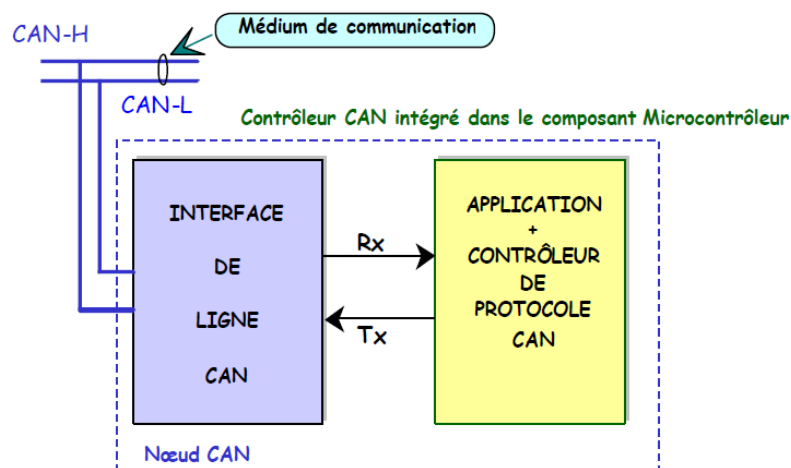 Médium de communication
CAN-H
CAN-L
Contrôleur CAN intégré dans le composant Microcontrôleur
INTERFACE
DE
LIGNE
CAN
Rx
Tx
APPLICATION
+
CONTRÔLEUR
DE
PROTOCOLE
CAN
Nœud CAN